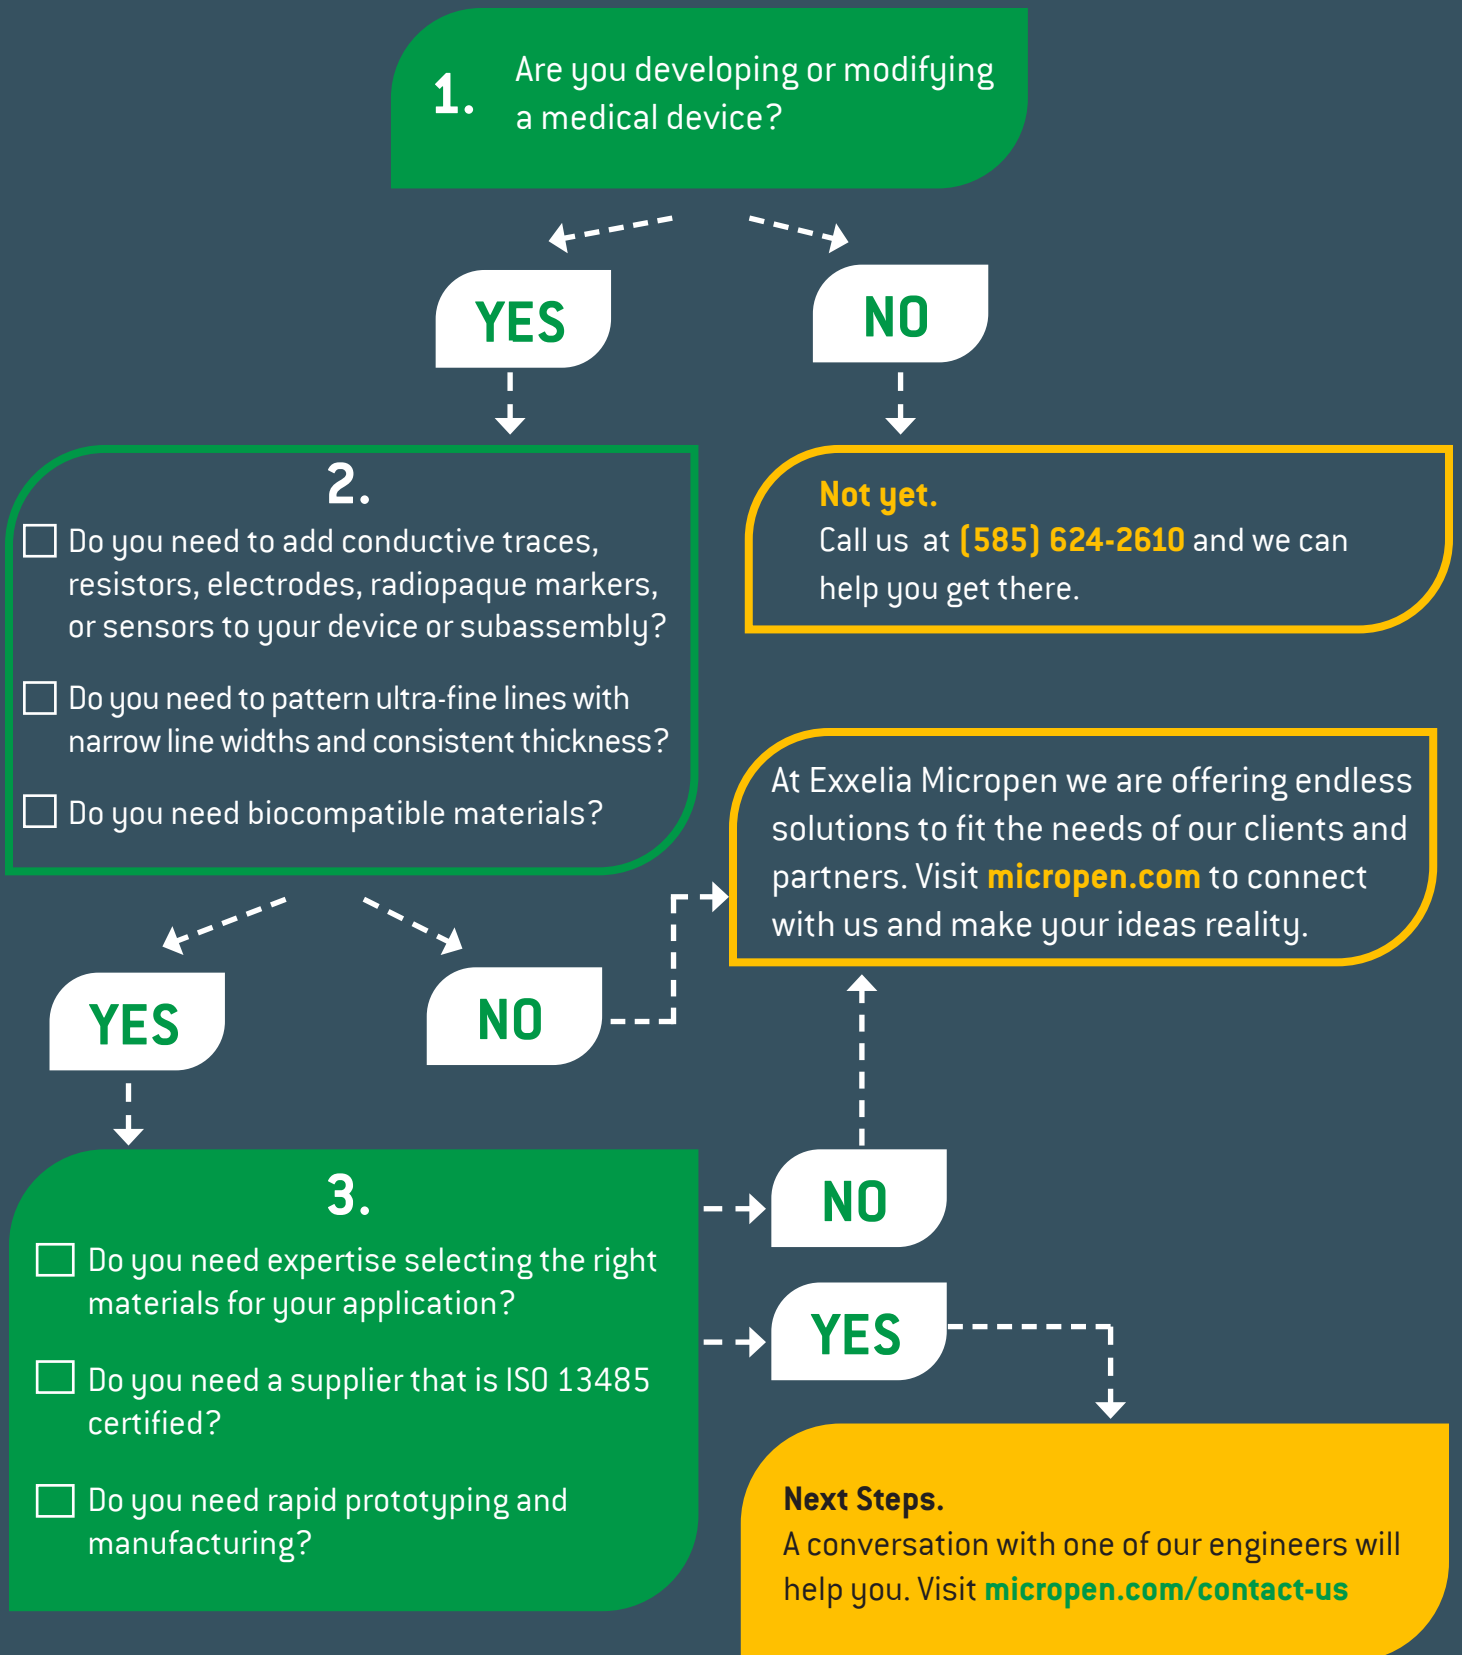 1.
Are you developing or modifying
a medical device?
YES
NO
2.
Do you need to add conductive traces,
resistors, electrodes, radiopaque markers,
or sensors to your device or subassembly?
Do you need to pattern ultra-fine lines with
narrow line widths and consistent thickness?
Do you need biocompatible materials?
Not yet.
Call us at (585) 624-2610 and we can
help you get there.
At Exxelia Micropen we are offering endless
solutions to fit the needs of our clients and
partners. Visit micropen.com to connect
with us and make your ideas reality.
YES
NO
3.
Do you need expertise selecting the right
materials for your application?
Do you need a supplier that is ISO 13485
certified?
Do you need rapid prototyping and
manufacturing?
NO
YES
Next Steps.
A conversation with one of our engineers will
help you. Visit micropen.com/contact-us